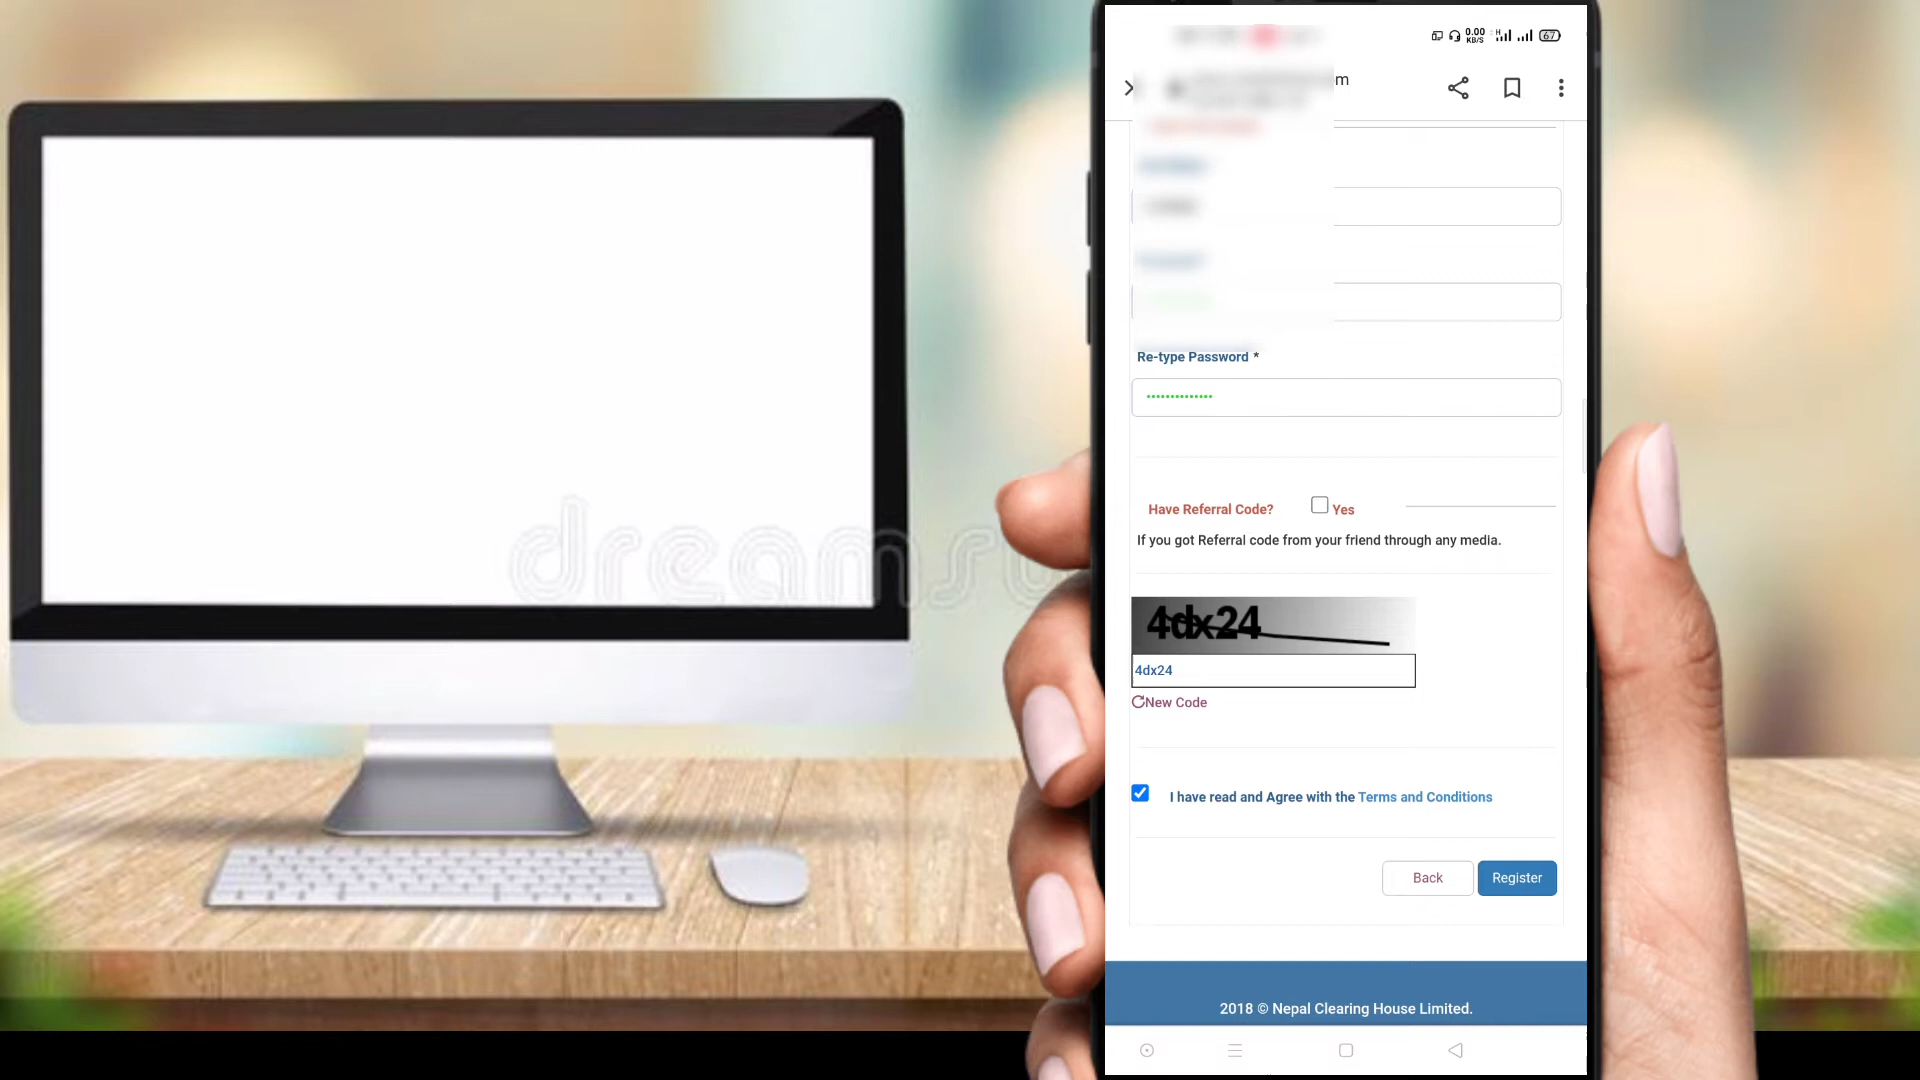 0.00
KB/S
H
67
m
Re-type Password *
••••••••••••••
Have Referral Code?
Yes
If you got Referral code from your friend through any media.
4dx24
4dx24
New Code
I have read and Agree with the Terms and Conditions
Back
Register
2018 © Nepal Clearing House Limited.
dreams